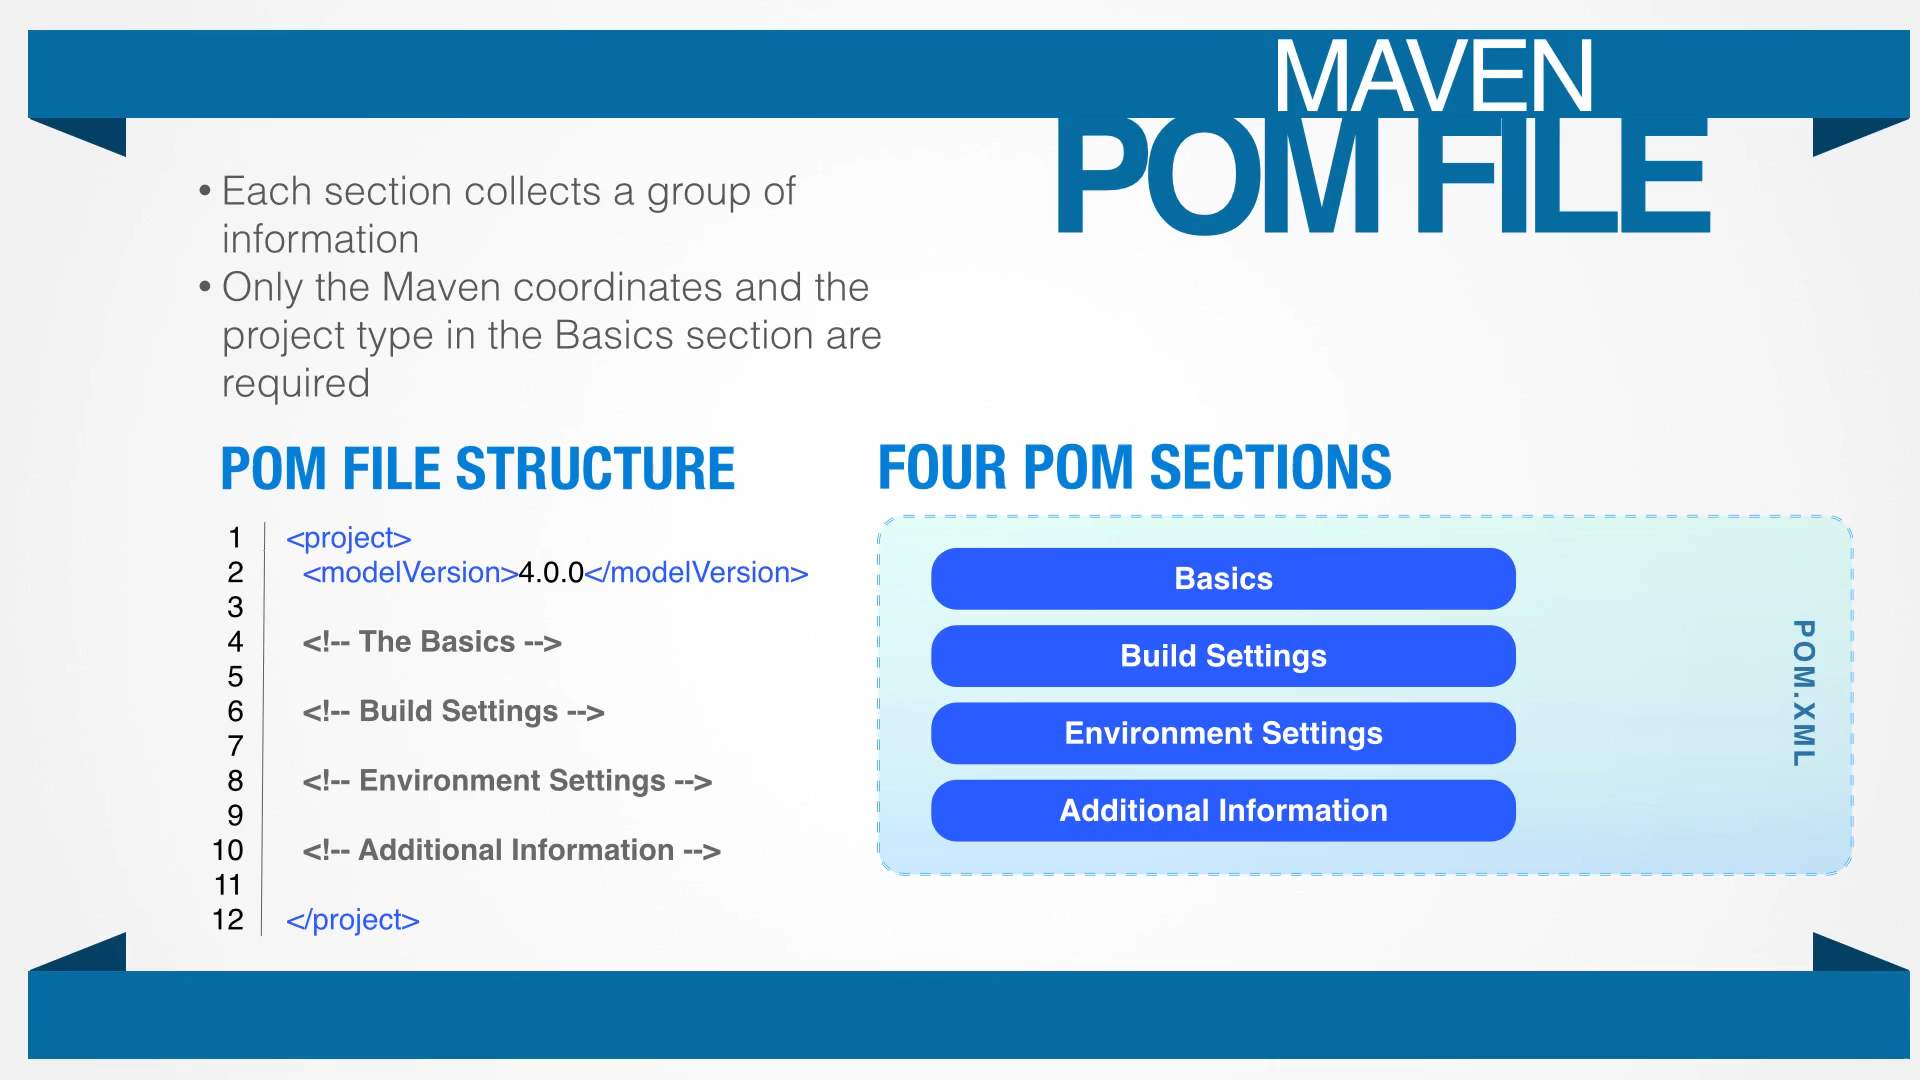 MAVEN
POM FILE
• Each section collects a group of
information
• Only the Maven coordinates and the
project type in the Basics section are
required
POM FILE STRUCTURE
1 <project>
2 <modelVersion>4.0.0</modelVersion>
3
4 <!-- The Basics -->
5
6 <!-- Build Settings -->
7
8 <!-- Environment Settings -->
9
10 <!-- Additional Information -->
11
12 </project>
FOUR POM SECTIONS
Basics
Build Settings
Environment Settings
Additional Information
POM.XML